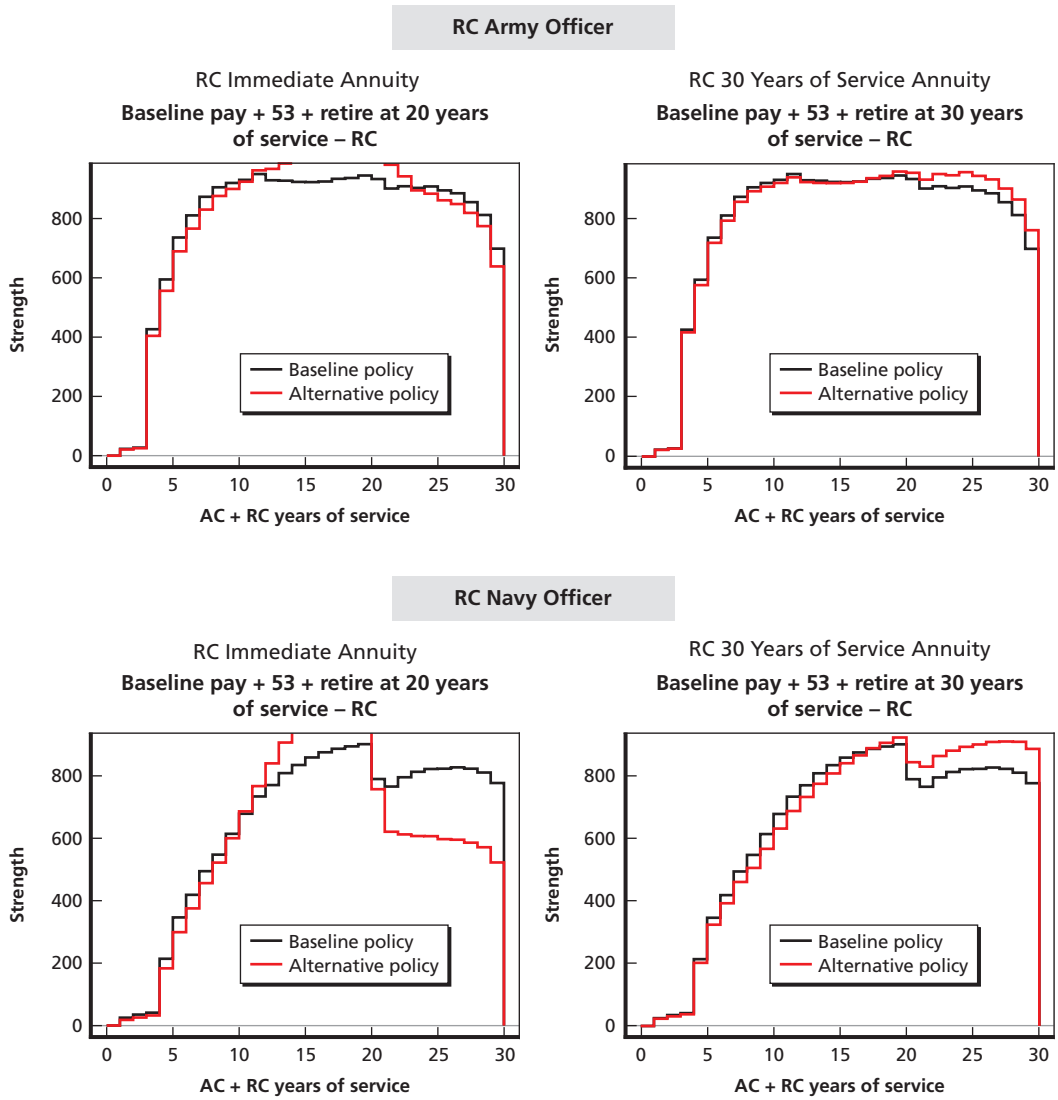 RC Army Officer
RC Immediate Annuity
Baseline pay + 53 + retire at 20 years
of service – RC
Strength
800
600
400
200
0
Baseline policy
Alternative policy
0 5 10 15 20 25 30
AC + RC years of service
RC 30 Years of Service Annuity
Baseline pay + 53 + retire at 30 years
of service – RC
Strength
800
600
400
200
0
Baseline policy
Alternative policy
0 5 10 15 20 25 30
AC + RC years of service
RC Navy Officer
RC Immediate Annuity
Baseline pay + 53 + retire at 20 years
of service – RC
Strength
800
600
400
200
0
Baseline policy
Alternative policy
0 5 10 15 20 25 30
AC + RC years of service
RC 30 Years of Service Annuity
Baseline pay + 53 + retire at 30 years
of service – RC
Strength
800
600
400
200
0
Baseline policy
Alternative policy
0 5 10 15 20 25 30
AC + RC years of service